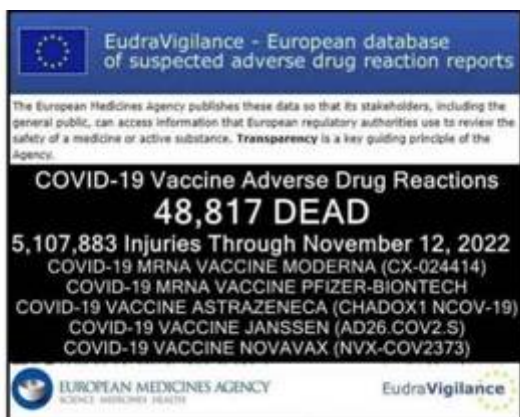 EudraVigilance - European database
of suspected adverse drug reaction reports
The European Medicines Agency publishes these data so that its stakeholders, including the
general public, can access information that European regulatory authorities use to review the
safety of a medicine or active substance. Transparency is a key guiding principle of the
Agency.
COVID-19 Vaccine Adverse Drug Reactions
48,817 DEAD
5,107,883 Injuries Through November 12, 2022
COVID-19 MRNA VACCINE MODERNA (CX-024414)
COVID-19 MRNA VACCINE PFIZER-BIONTECH
COVID-19 VACCINE ASTRAZENECA (CHADOX1 NCOV-19)
COVID-19 VACCINE JANSSEN (AD26.COV2.S)
COVID-19 VACCINE NOVAVAX (NVX-COV2373)
EUROPEAN MEDICINES AGENCY
SCIENCE MEDICINES HEALTH
EudraVigilance